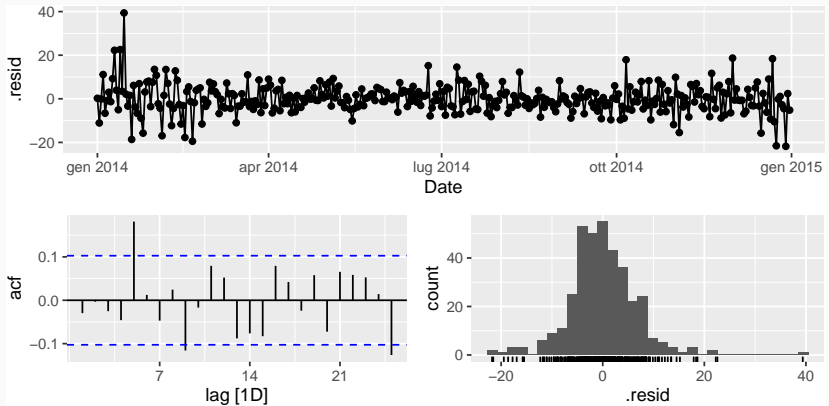 .resid
40
20
0
−20
gen 2014
apr 2014
lug 2014
ott 2014
gen 2015
Date
acf
0.1
0.0
−0.1
7
14
21
lag [1D]
count
40
20
0
−20
0
20
40
.resid